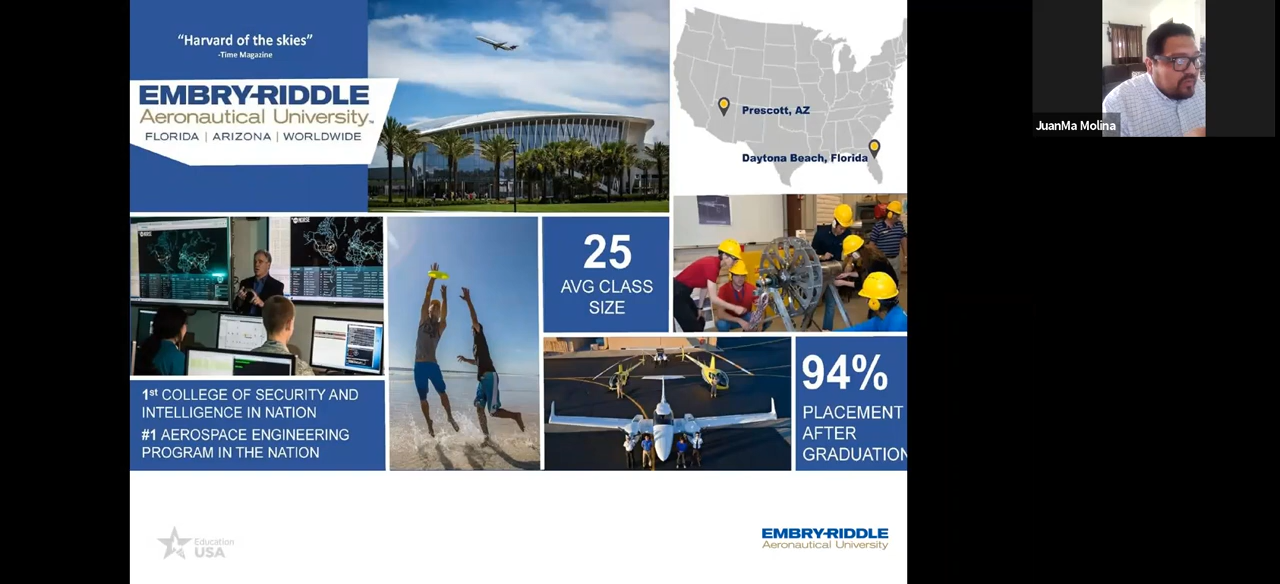 “Harvard of the skies”
-Time Magazine
EMBRY-RIDDLE
Aeronautical University™
FLORIDA | ARIZONA | WORLDWIDE
Prescott, AZ
Daytona Beach, Florida
JuanMa Molina
25
AVG CLASS
SIZE
1st COLLEGE OF SECURITY AND
INTELLIGENCE IN NATION
#1 AEROSPACE ENGINEERING
PROGRAM IN THE NATION
94%
PLACEMENT
AFTER
GRADUATION
Education
USA
EMBRY-RIDDLE
Aeronautical University